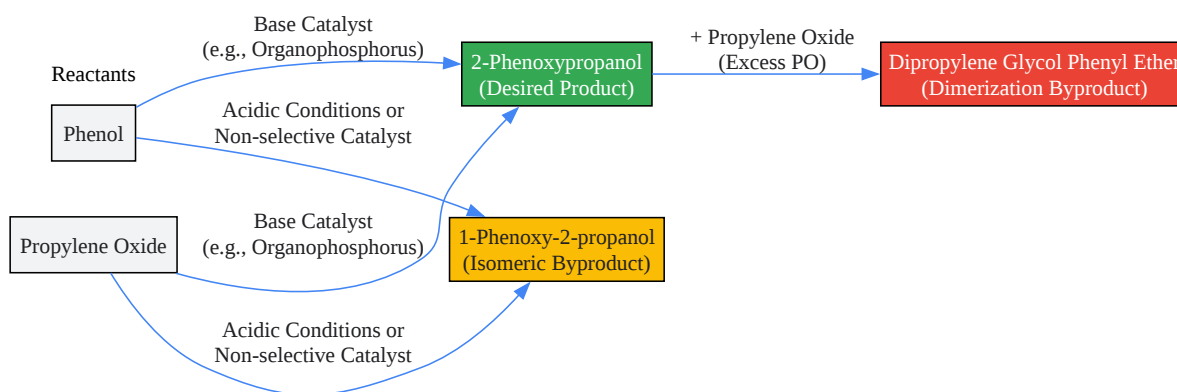 Base Catalyst
(e.g., Organophosphorus)
+ Propylene Oxide
(Excess PO)
2-Phenoxypropanol
(Desired Product)
Dipropylene Glycol Phenyl Ether
(Dimerization Byproduct)
Reactants
Phenol
Acidic Conditions or
Non-selective Catalyst
Propylene Oxide
Base Catalyst
(e.g., Organophosphorus)
1-Phenoxy-2-propanol
(Isomeric Byproduct)
Acidic Conditions or
Non-selective Catalyst